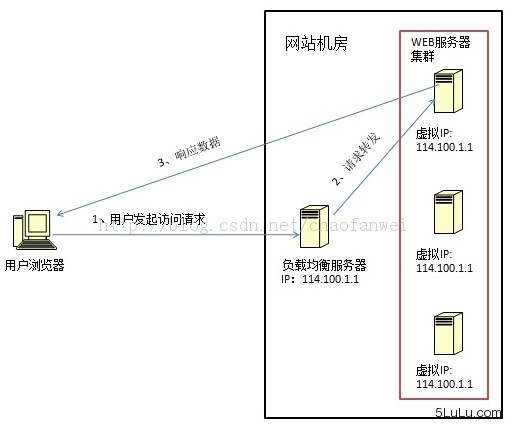 网站机房
WEB服务器
集群
虚拟IP:
114.100.1.1
3、响应数据
2、请求转发
1、用户发起访问请求
http://blog.csdn.net/chaofanwei
用户浏览器
负载均衡服务器
IP：114.100.1.1
虚拟IP:
114.100.1.1
虚拟IP:
114.100.1.1
5LuLu.com